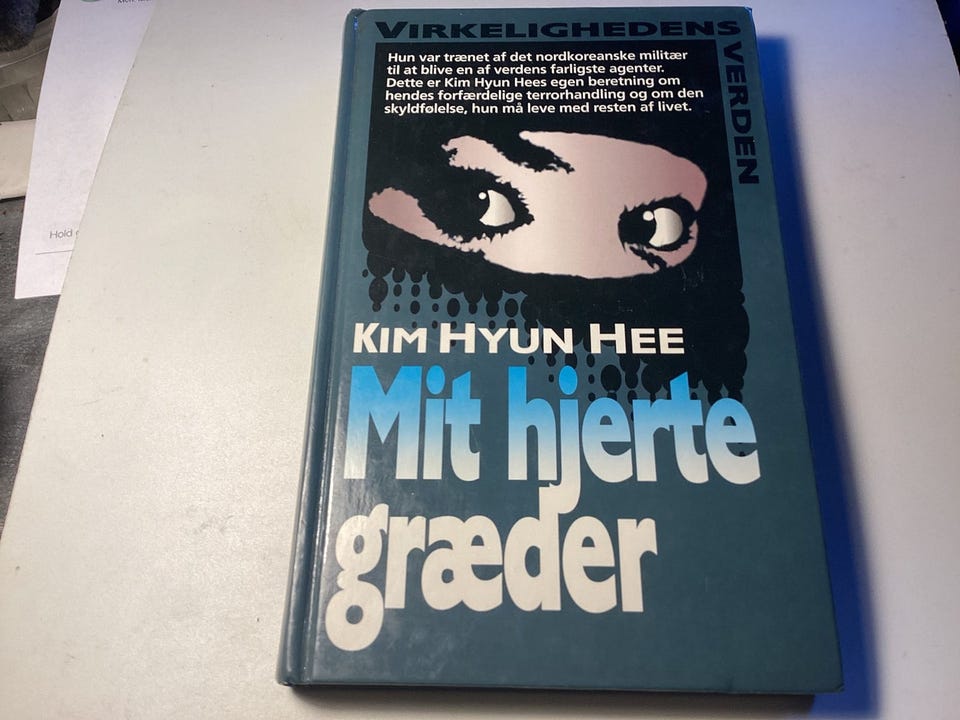 VIRKELIGHEDENS
VERDEN
Hun var trænet af det nordkoreanske militær
til at blive en af verdens farligste agenter.
Dette er Kim Hyun Hees egen beretning om
hendes forfærdelige terrorhandling og om den
skyldfølelse, hun må leve med resten af livet.
KIM HYUN HEE
Mit hjerte
græder
Hold